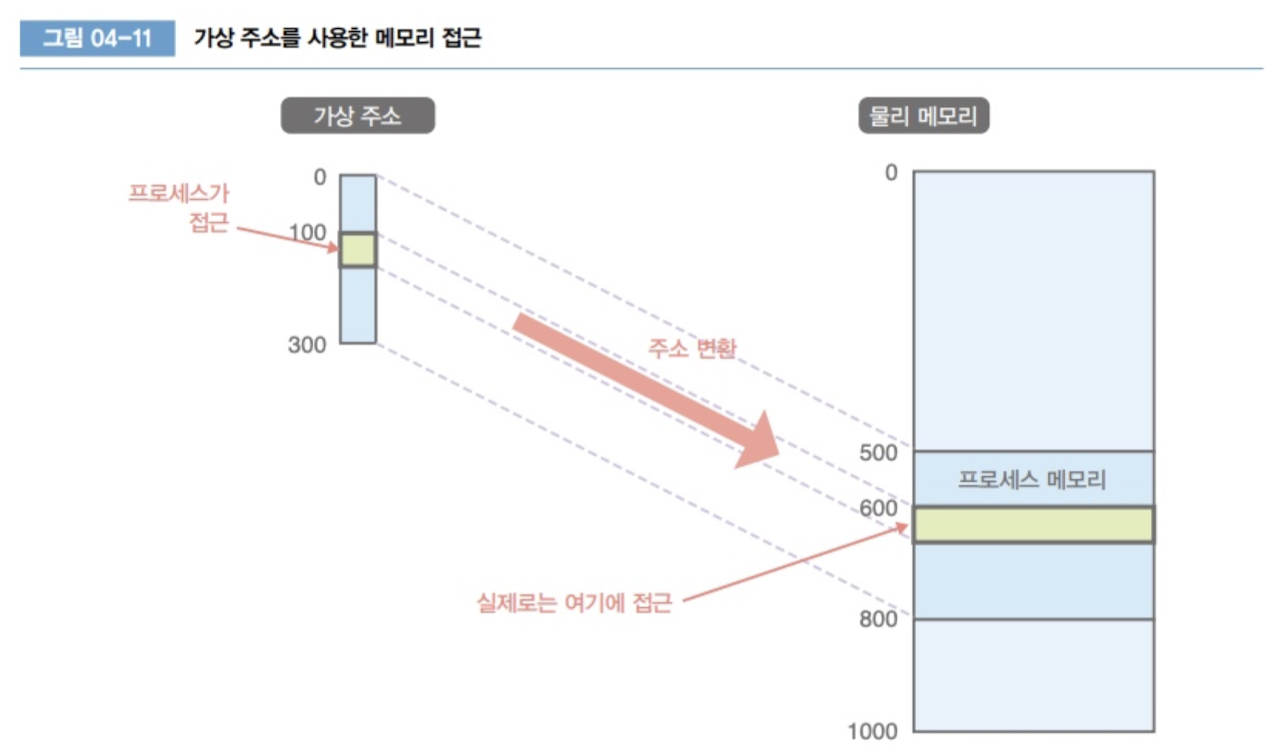 그림 04-11 가상 주소를 사용한 메모리 접근
가상 주소
물리 메모리
0
프로세스가
접근
100
300
주소 변환
0
500
프로세스 메모리
600
실제로는 여기에 접근
800
1000